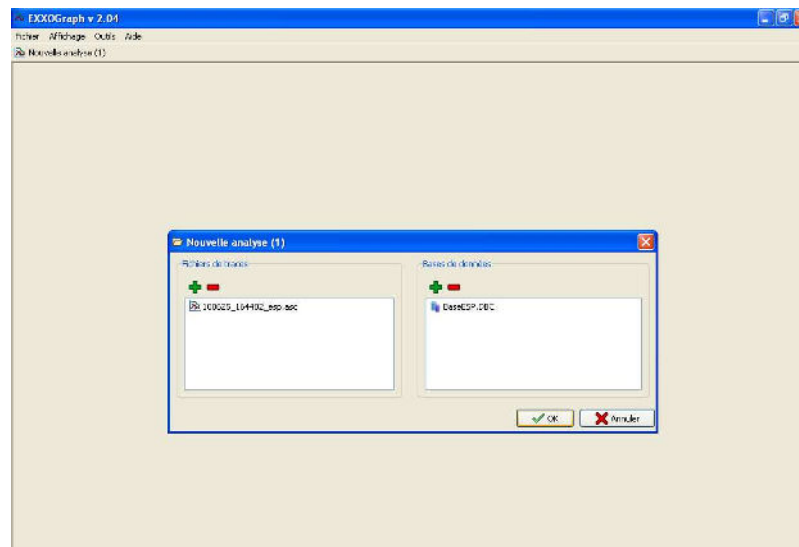 EXXOGraph v 2.04
Fichier Affichage Outils Aide
Nouvelle analyse (1)
Nouvelle analyse (1)
Fichiers de traces
Bases de données
100625_164402_esp.asc
BaseESP.DBC
OK
Annuler